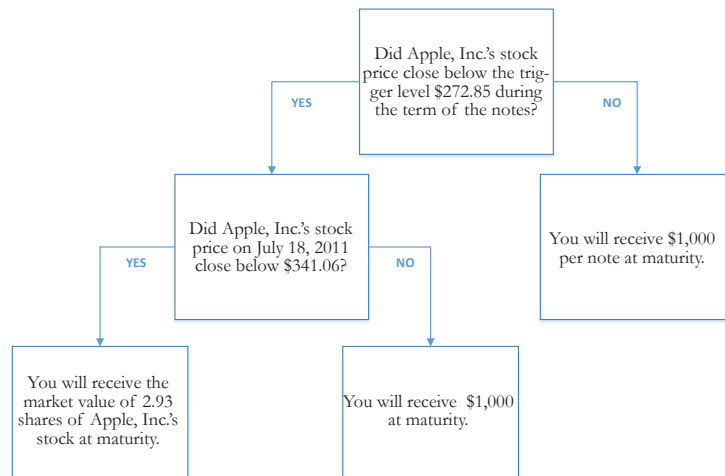 Did Apple, Inc.'s stock
price close below the trig-
ger level $272.85 during
the term of the notes?
YES
NO
Did Apple, Inc.'s stock
price on July 18, 2011
close below $341.06?
You will receive $1,000
per note at maturity.
YES
NO
You will receive the
market value of 2.93
shares of Apple, Inc.'s
stock at maturity.
You will receive $1,000
at maturity.